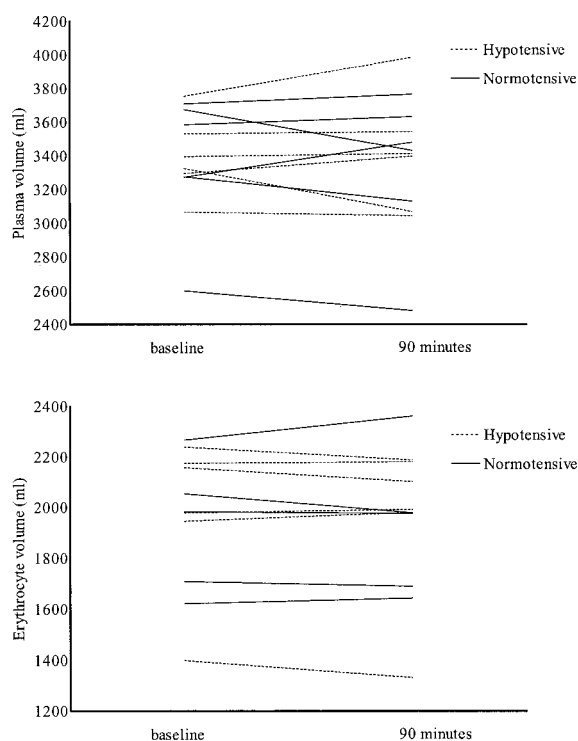 4200
4000
3800
3600
3400
3200
3000
2800
2600
2400
Plasma volume (ml)
Hypotensive
Normotensive
baseline
90 minutes
2400
2200
2000
1800
1600
1400
1200
Erythrocyte volume (ml)
Hypotensive
Normotensive
baseline
90 minutes